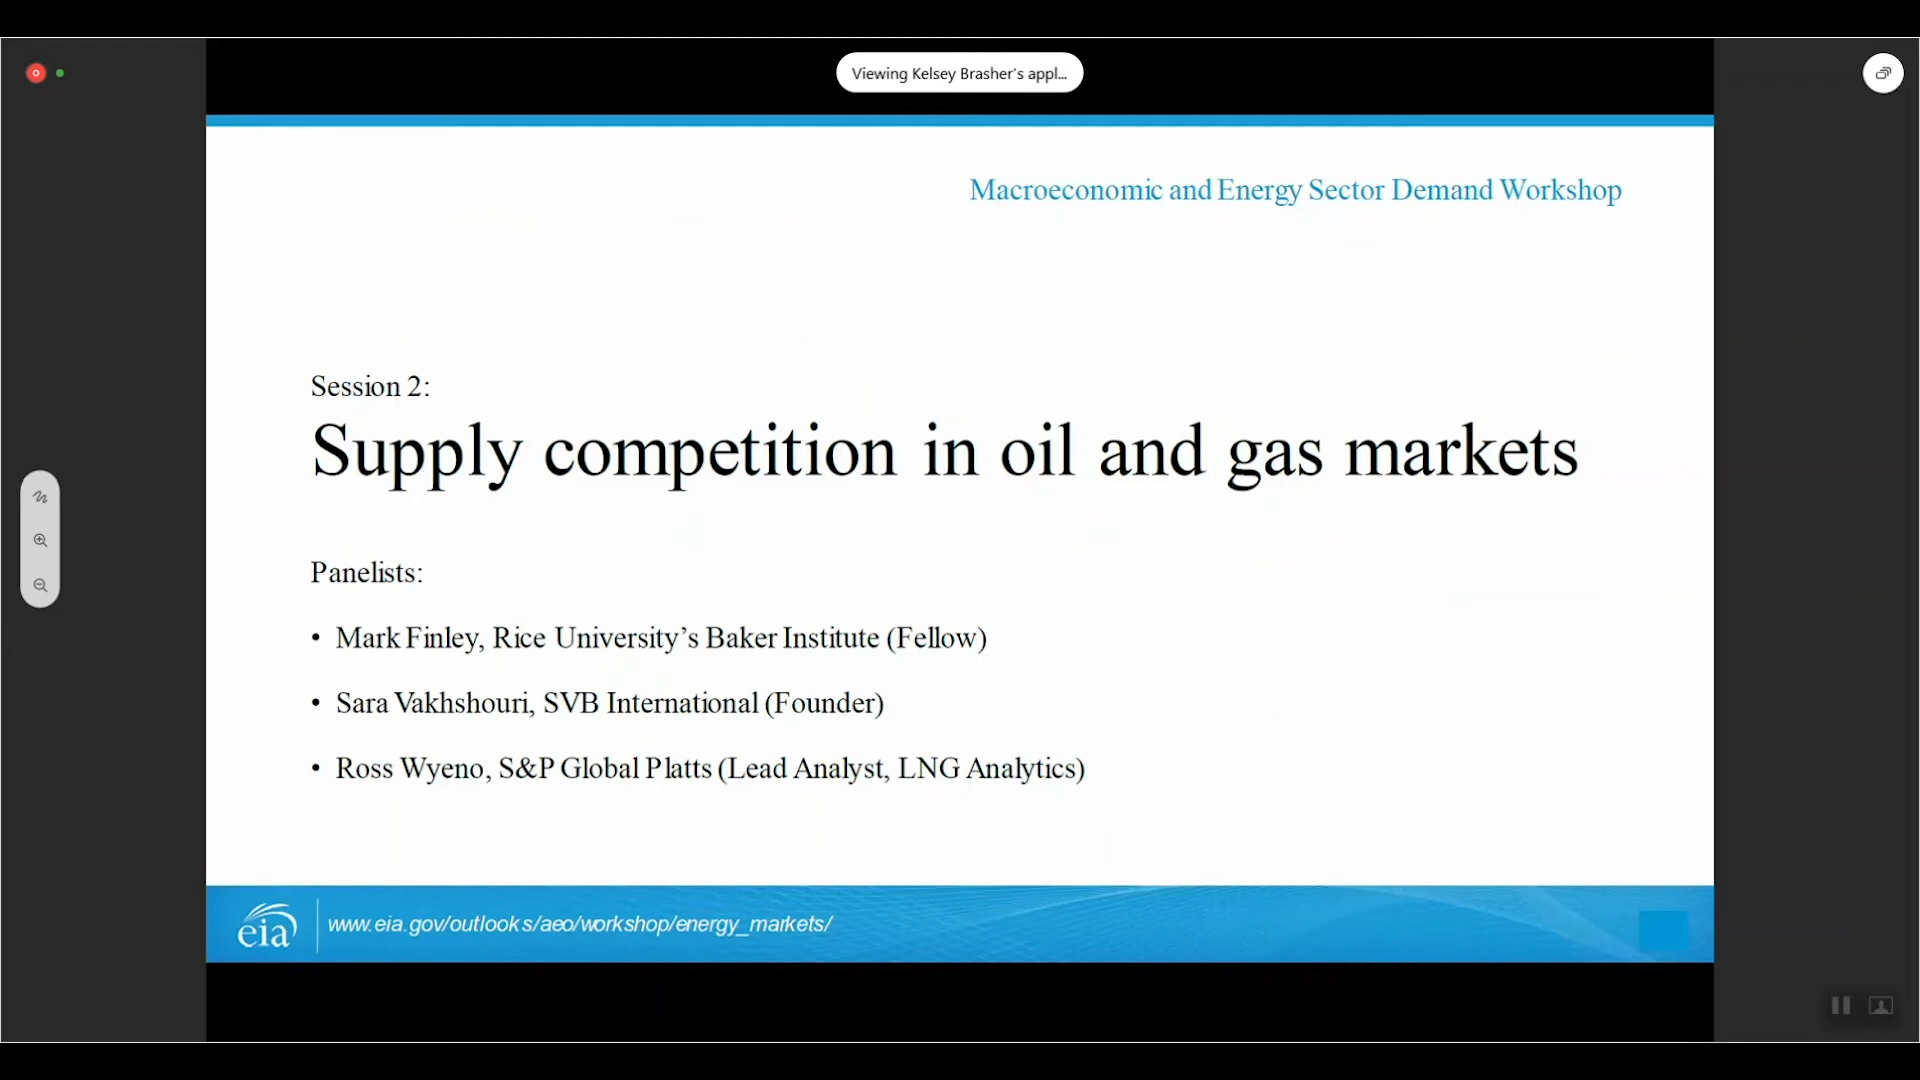 Viewing Kelsey Brasher's appl...
Macroeconomic and Energy Sector Demand Workshop
Session 2:
Supply competition in oil and gas markets
Panelists:
• Mark Finley, Rice University’s Baker Institute (Fellow)
• Sara Vakhshouri, SVB International (Founder)
• Ross Wyeno, S&P Global Platts (Lead Analyst, LNG Analytics)
eia
www.eia.gov/outlooks/aeo/workshop/energy_markets/